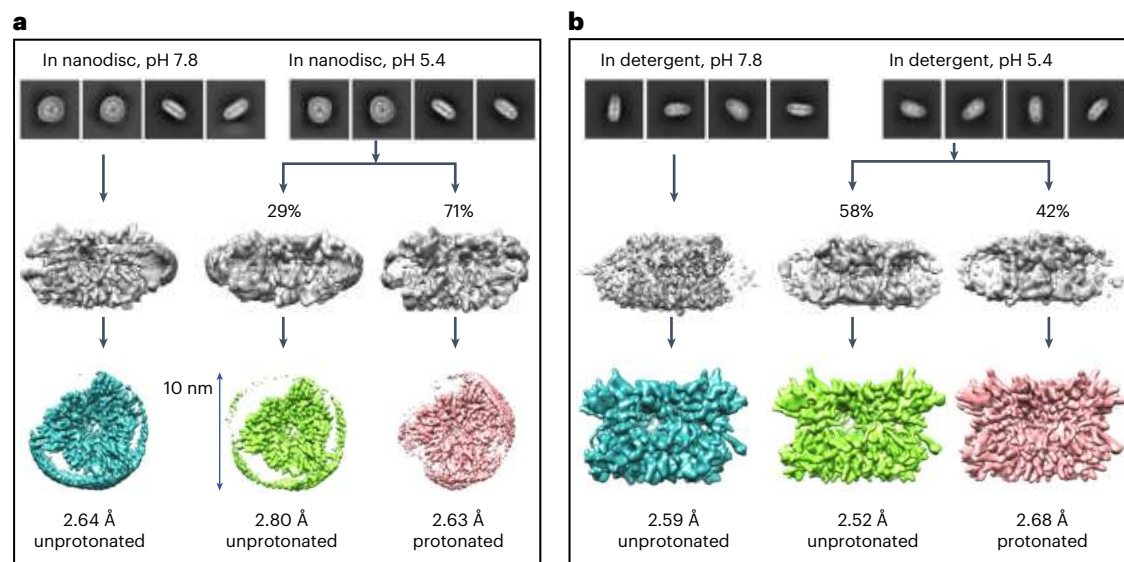 a
In nanodisc, pH 7.8
In nanodisc, pH 5.4
29%
71%
10 nm
2.64 Å
unprotonated
2.80 Å
unprotonated
2.63 Å
protonated
b
In detergent, pH 7.8
In detergent, pH 5.4
58%
42%
2.59 Å
unprotonated
2.52 Å
unprotonated
2.68 Å
protonated